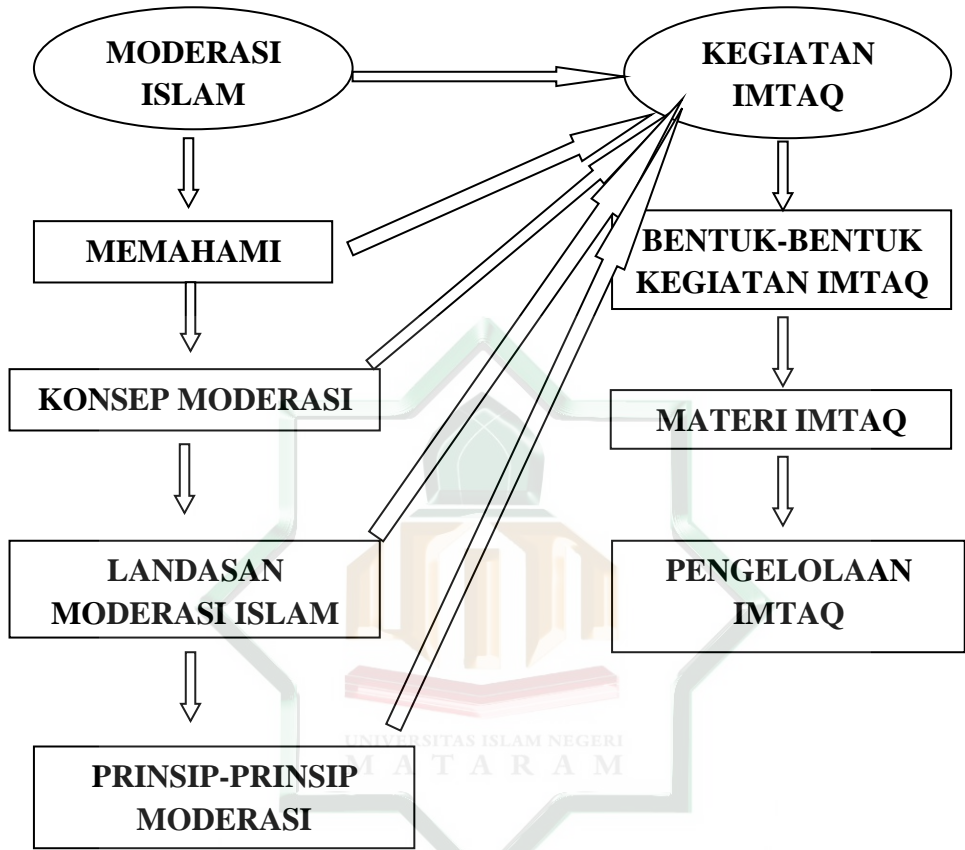 MODERASI
ISLAM
KEGIATAN
IMTAQ
MEMAHAMI
BENTUK-BENTUK
KEGIATAN IMTAQ
KONSEP MODERASI
MATERI IMTAQ
LANDASAN
MODERASI ISLAM
PENGELOLAAN
IMTAQ
UNIVERSITAS ISLAM NEGERI
MATARAM
PRINSIP-PRINSIP
MODERASI